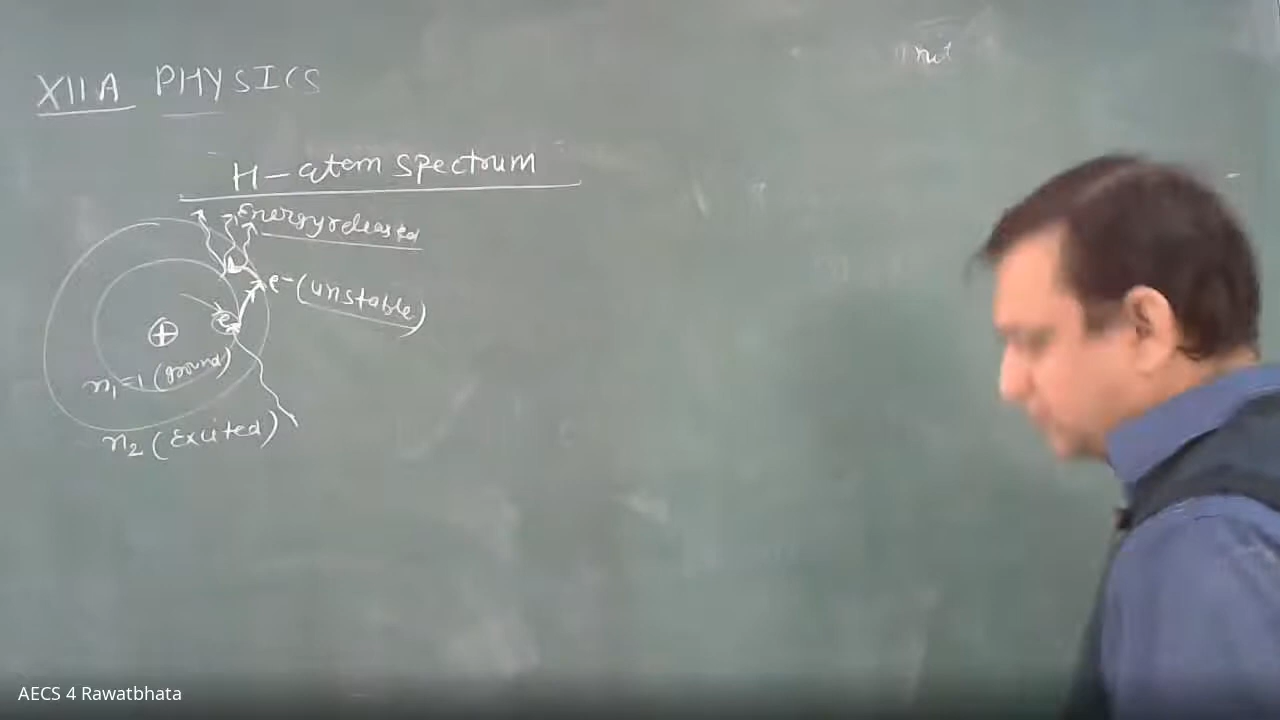 XII A PHYSICS
H-atom spectrum
Energy released
e- (unstable)
e-
+
n1=1 (ground)
n2 (Excited)
AECS 4 Rawatbhata